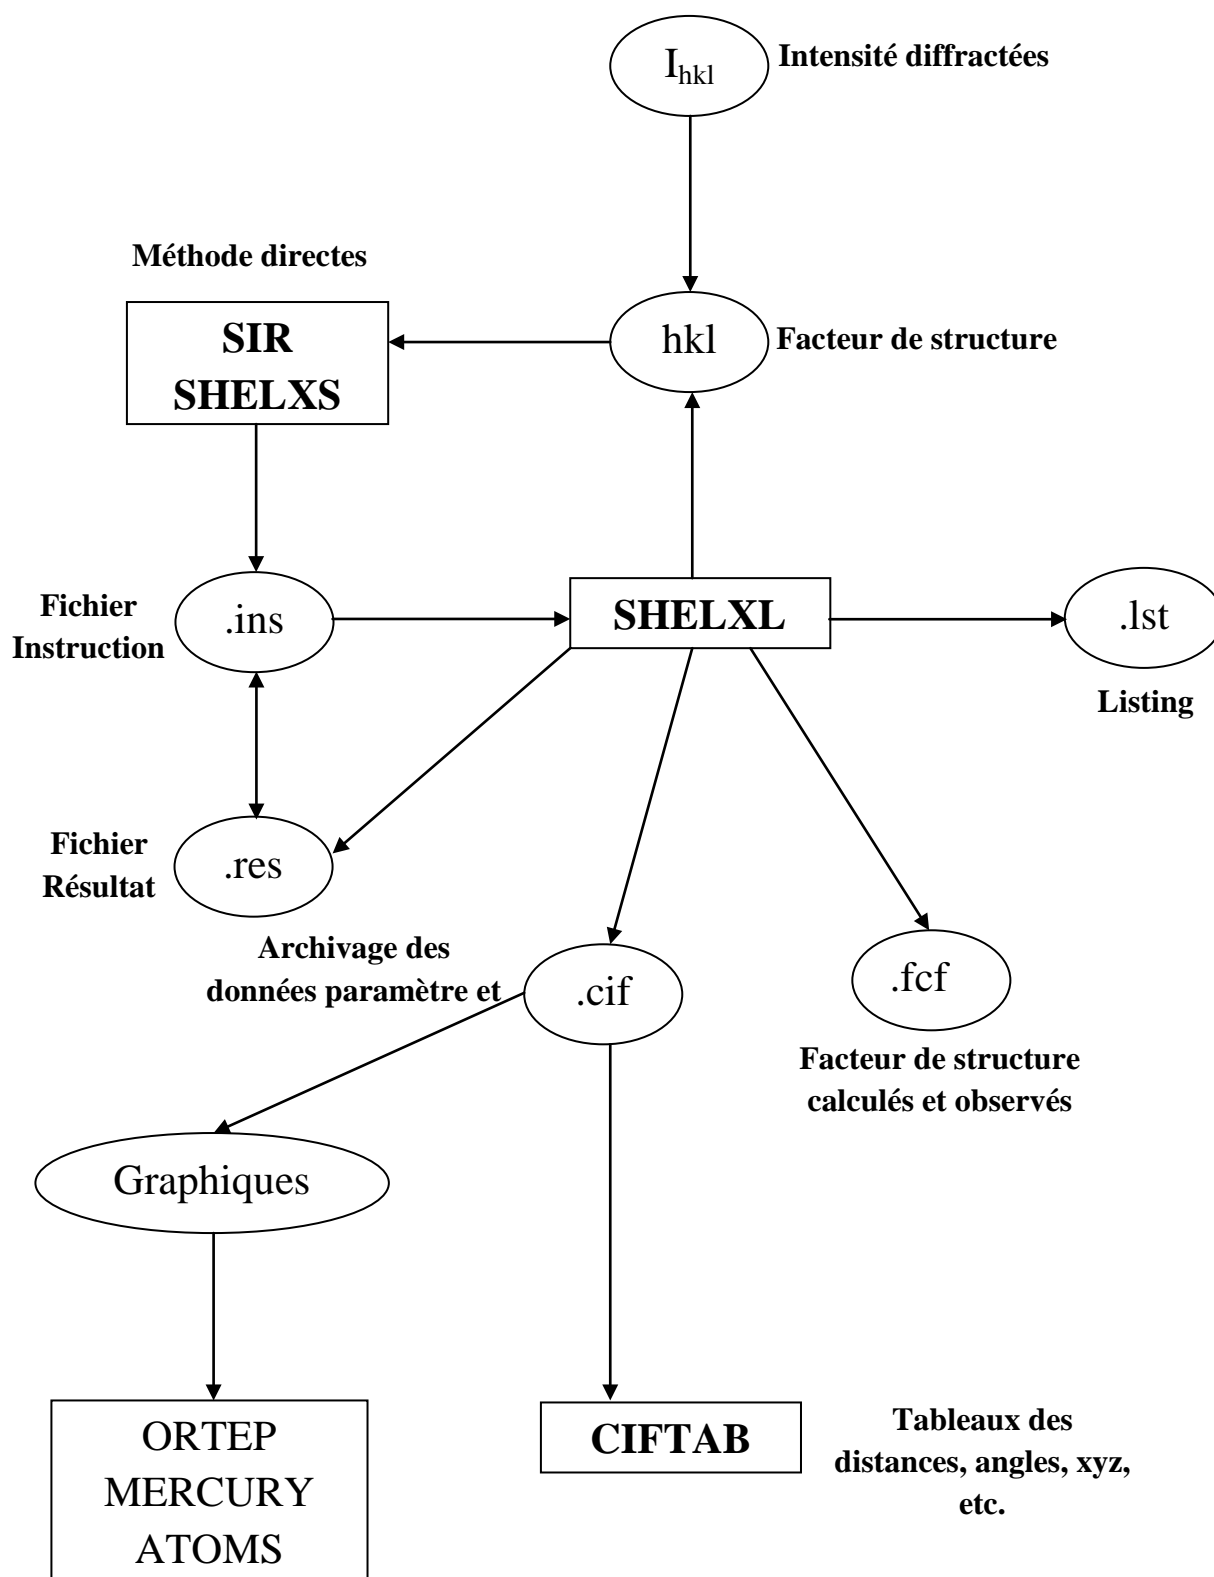 I_hkl
Intensité diffractées
Méthode directes
SIR
SHELXS
hkl
Facteur de structure
Fichier
Instruction
.ins
SHELXL
.lst
Listing
Fichier
Résultat
.res
Archivage des
données paramètre et
.cif
.fcf
Facteur de structure
calculés et observés
Graphiques
ORTEP
MERCURY
ATOMS
CIFTAB
Tableaux des
distances, angles, xyz,
etc.